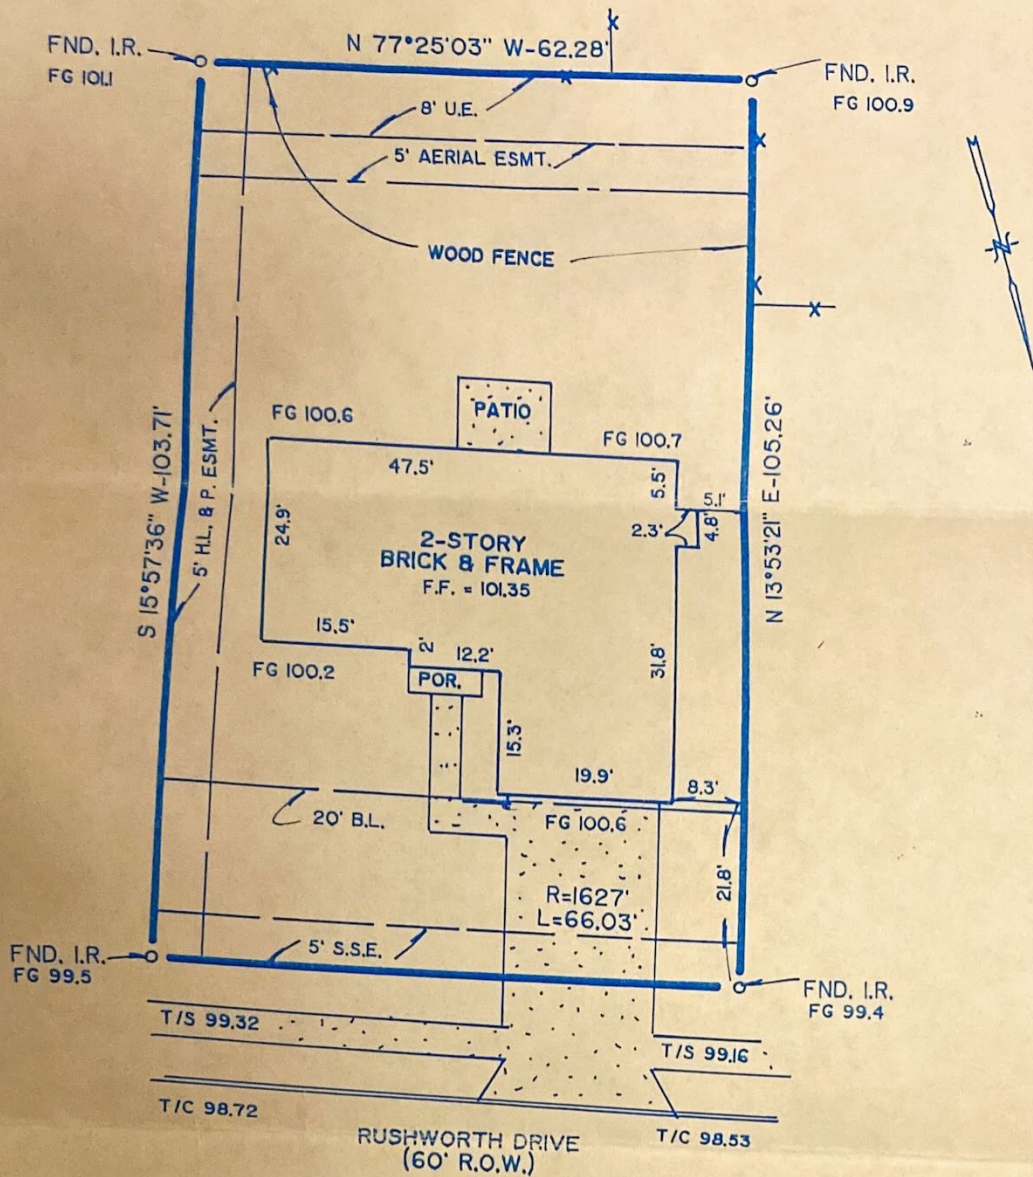 N 77°25'03" W-62.28'
FND. I.R.
FG 101.1
FND. I.R.
FG 100.9
8' U.E.
5' AERIAL ESMT.
WOOD FENCE
N
S 15°57'36" W-103.71'
5' H.L. & P. ESMT.
N 13°53'21" E-105.26'
FG 100.6
PATIO
FG 100.7
47.5'
5.5'
5.1'
2.3'
4.8'
24.9'
2-STORY
BRICK & FRAME
F.F. = 101.35
15.5'
2'
12.2'
31.8'
FG 100.2
POR.
15.3'
19.9'
8.3'
20' B.L.
FG 100.6
21.8'
R=1627'
L=66.03'
5' S.S.E.
FND. I.R.
FG 99.5
FND. I.R.
FG 99.4
T/S 99.32
T/S 99.16
T/C 98.72
T/C 98.53
RUSHWORTH DRIVE
(60' R.O.W.)